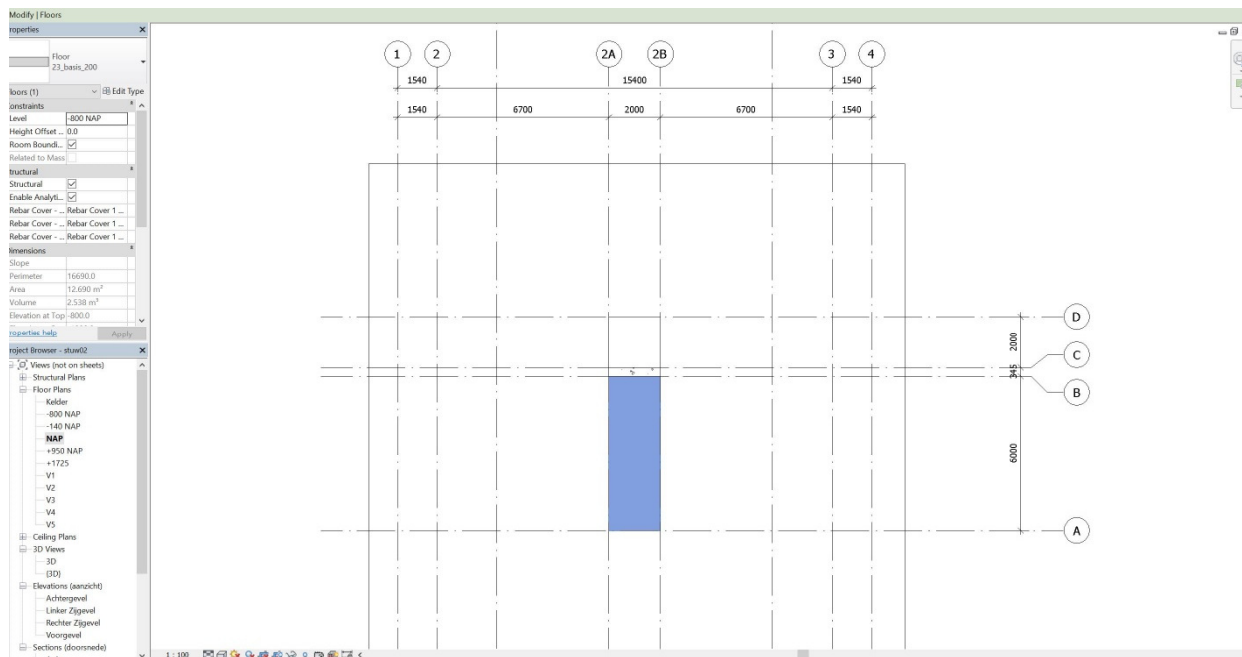 Modify | Floors
roperties
Floor
23_basis_200
loors (1)
Edit Type
onstraints
Level
-800 NAP
Height Offset ...
0.0
Room Boundi...
Related to Mass
tructural
Structural
Enable Analyti...
Rebar Cover - ...
Rebar Cover 1 ...
Rebar Cover - ...
Rebar Cover 1 ...
Rebar Cover - ...
Rebar Cover 1 ...
imensions
Slope
Perimeter
16690.0
Area
12.690 m²
Volume
2.538 m³
Elevation at Top
-800.0
roperties help
Apply
roject Browser - stuw02
Views (not on sheets)
Structural Plans
Floor Plans
Kelder
-800 NAP
-140 NAP
NAP
+950 NAP
+1725
V1
V2
V3
V4
V5
Ceiling Plans
3D Views
3D
{3D}
Elevations (aanzicht)
Achtergevel
Linker Zijgevel
Rechter Zijgevel
Voorgevel
Sections (doorsnede)
1 2 2A 2B 3 4
1540 15400 1540
1540 6700 2000 6700 1540
D
2000
C
345
B
6000
A
1 : 100